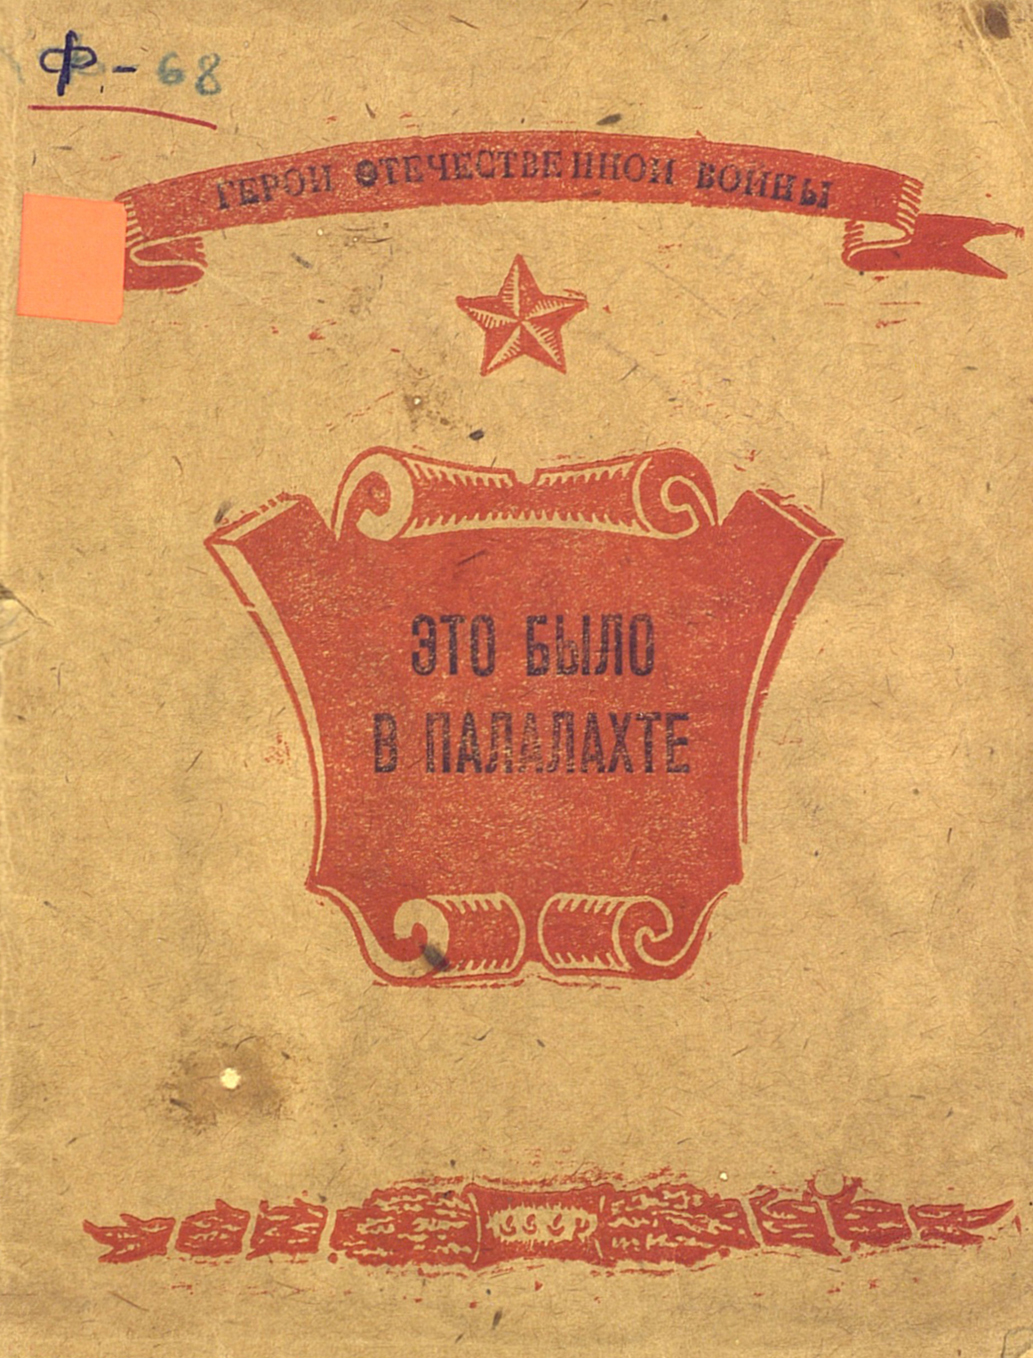 Ф-68
ГЕРОИ ОТЕЧЕСТВЕННОЙ ВОЙНЫ
ЭТО БЫЛО
В ПАЛАЛАХТЕ
СССР